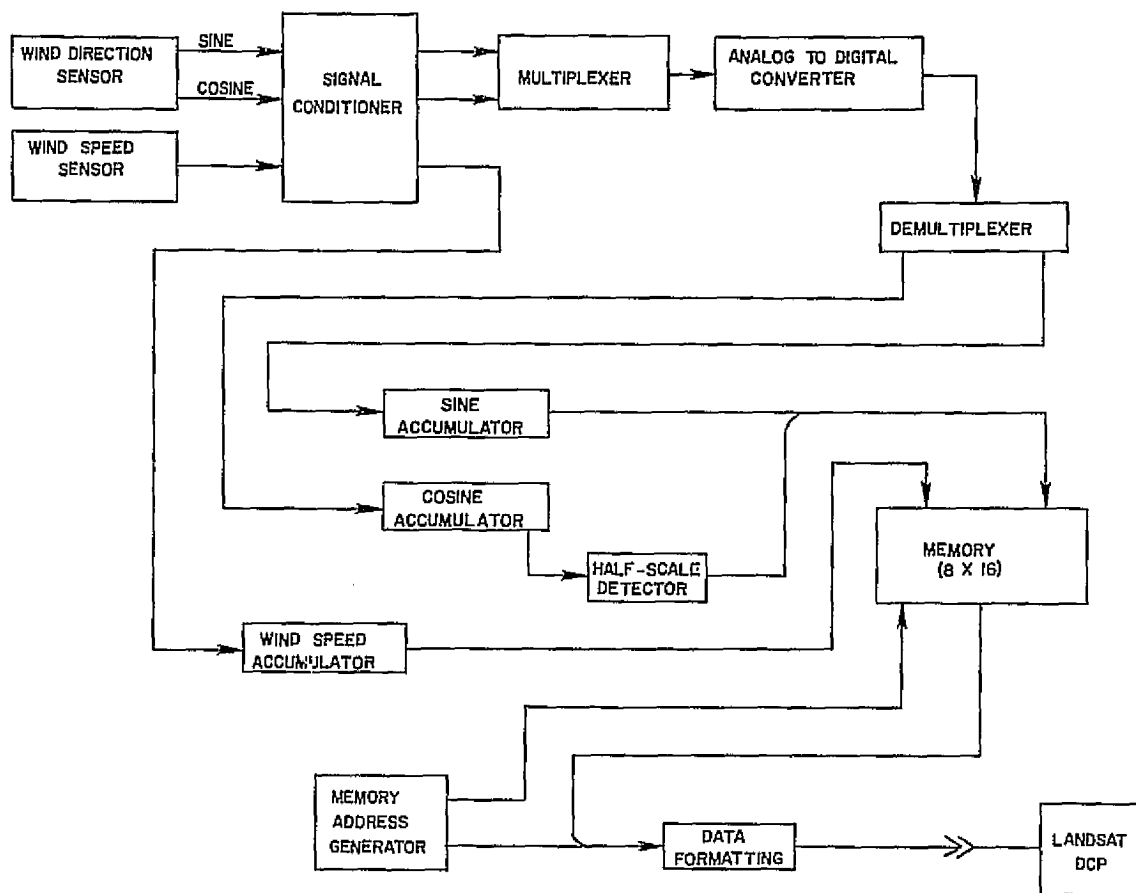 WIND DIRECTION
SENSOR
SINE
COSINE
WIND SPEED
SENSOR
SIGNAL
CONDITIONER
MULTIPLEXER
ANALOG TO DIGITAL
CONVERTER
DEMULTIPLEXER
SINE
ACCUMULATOR
COSINE
ACCUMULATOR
HALF-SCALE
DETECTOR
MEMORY
(8 X 16)
WIND SPEED
ACCUMULATOR
MEMORY
ADDRESS
GENERATOR
DATA
FORMATTING
LANDSAT
DCP